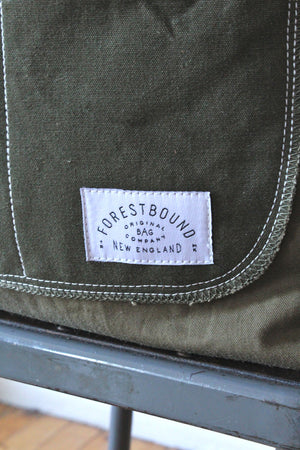 FORESTBOUND
ORIGINAL
BAG
COMPANY
NEW ENGLAND